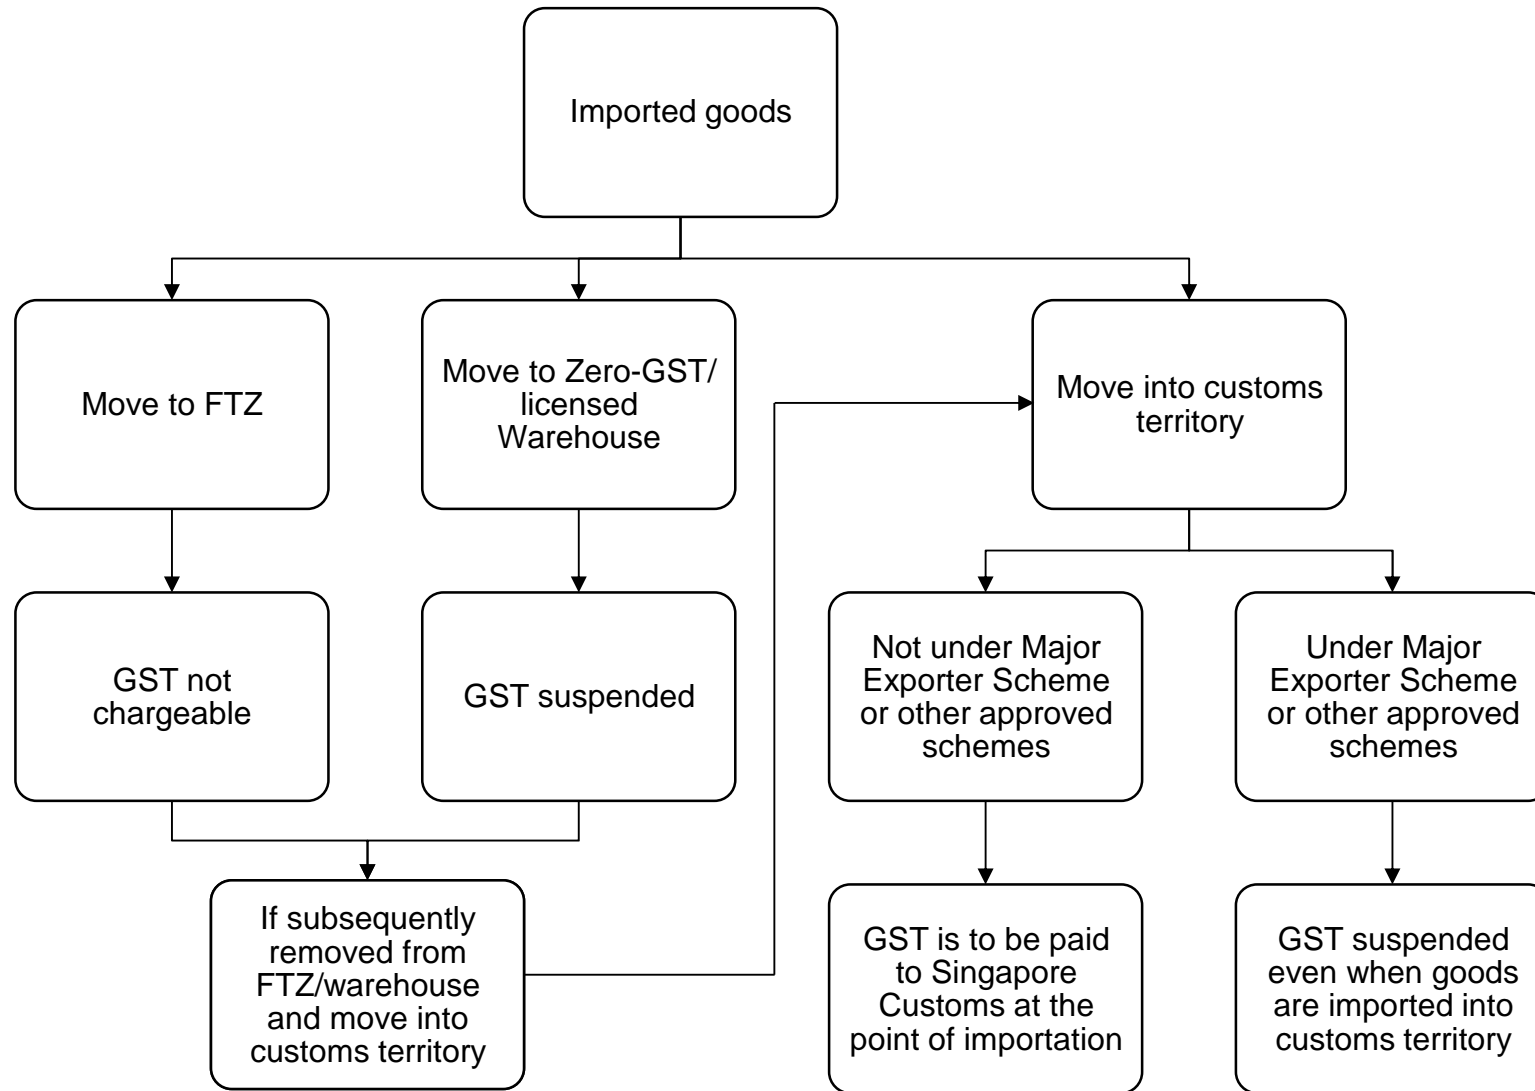 Imported goods
Move to FTZ
Move to Zero-GST/
licensed
Warehouse
Move into customs
territory
GST not
chargeable
GST suspended
Not under Major
Exporter Scheme
or other approved
schemes
Under Major
Exporter Scheme
or other approved
schemes
If subsequently
removed from
FTZ/warehouse
and move into
customs territory
GST is to be paid
to Singapore
Customs at the
point of importation
GST suspended
even when goods
are imported into
customs territory